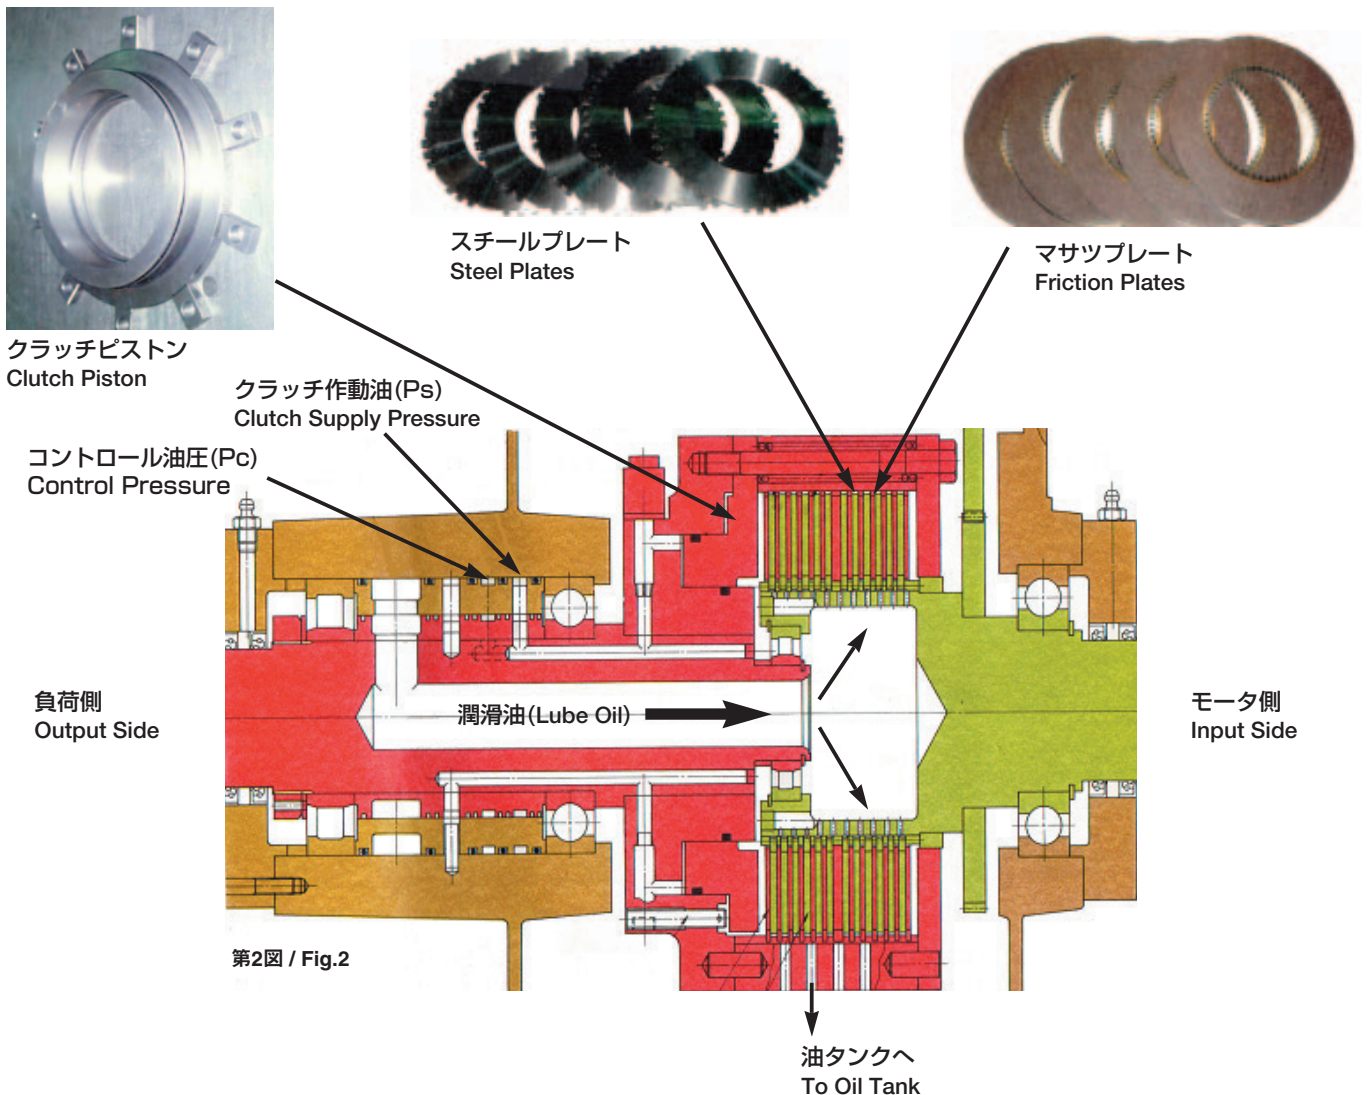 スチールプレート
Steel Plates
マサツプレート
Friction Plates
クラッチピストン
Clutch Piston
クラッチ作動油(Ps)
Clutch Supply Pressure
コントロール油圧(Pc)
Control Pressure
負荷側
Output Side
潤滑油(Lube Oil)
モータ側
Input Side
第2図 / Fig.2
油タンクへ
To Oil Tank